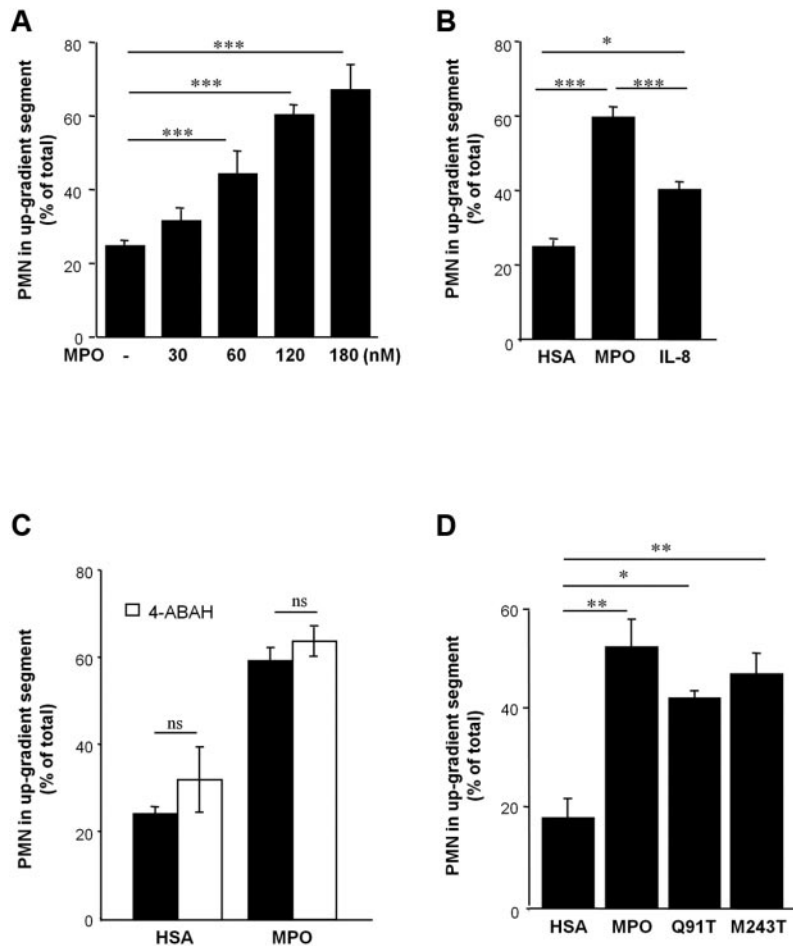 A
PMN in up-gradient segment
(% of total)
80
60
40
20
0
***
***
***
MPO - 30 60 120 180 (nM)
B
PMN in up-gradient segment
(% of total)
80
60
40
20
0
*
*** ***
HSA MPO IL-8
C
PMN in up-gradient segment
(% of total)
80
60
40
20
0
4-ABAH
ns
ns
HSA MPO
D
PMN in up-gradient segment
(% of total)
60
40
20
0
**
*
**
HSA MPO Q91T M243T